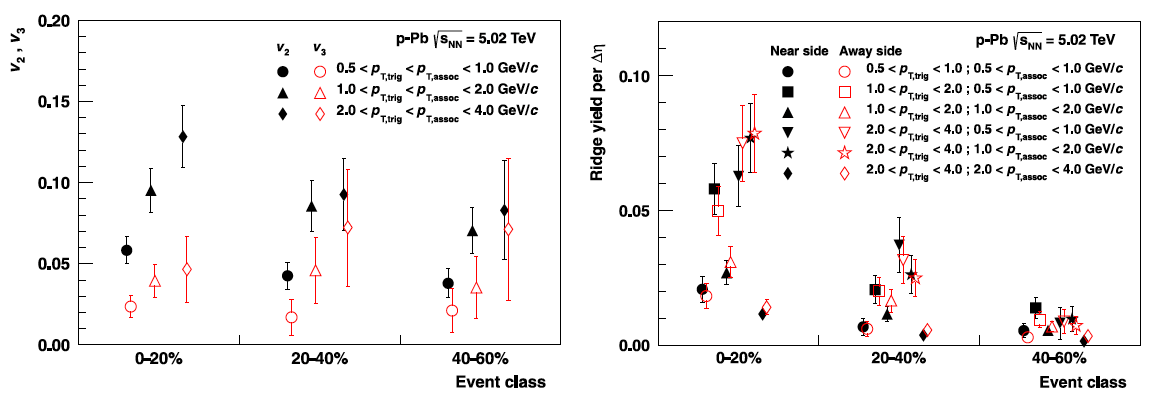 0.20
0.15
0.10
0.05
0.00
v2 , v3
p-Pb √sNN = 5.02 TeV
v2 v3
0.5 < pT,trig < pT,assoc < 1.0 GeV/c
1.0 < pT,trig < pT,assoc < 2.0 GeV/c
2.0 < pT,trig < pT,assoc < 4.0 GeV/c
0–20% 20–40% 40–60%
Event class
0.10
0.05
0.00
Ridge yield per Δη
p-Pb √sNN = 5.02 TeV
Near side Away side
0.5 < pT,trig < 1.0 ; 0.5 < pT,assoc < 1.0 GeV/c
1.0 < pT,trig < 2.0 ; 0.5 < pT,assoc < 1.0 GeV/c
1.0 < pT,trig < 2.0 ; 1.0 < pT,assoc < 2.0 GeV/c
2.0 < pT,trig < 4.0 ; 0.5 < pT,assoc < 1.0 GeV/c
2.0 < pT,trig < 4.0 ; 1.0 < pT,assoc < 2.0 GeV/c
2.0 < pT,trig < 4.0 ; 2.0 < pT,assoc < 4.0 GeV/c
0–20% 20–40% 40–60%
Event class